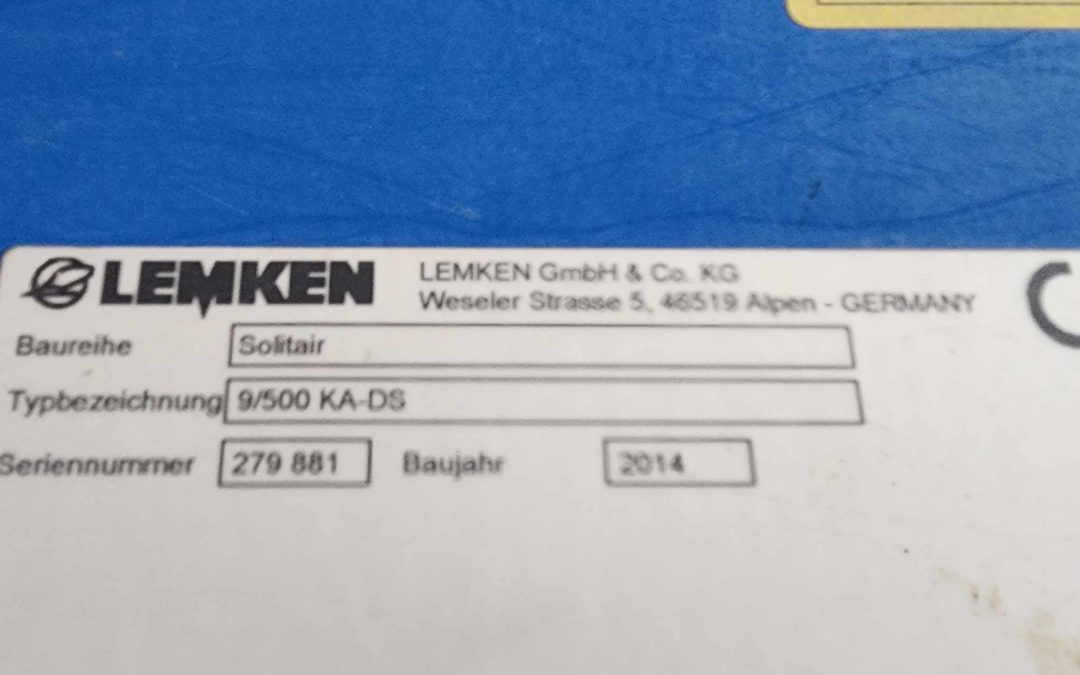 LEMKEN
LEMKEN GmbH & Co. KG
Weseler Strasse 5, 46519 Alpen - GERMANY
Baureihe Solitair
Typbezeichnung 9/500 KA-DS
Seriennummer 279 881 Baujahr 2014